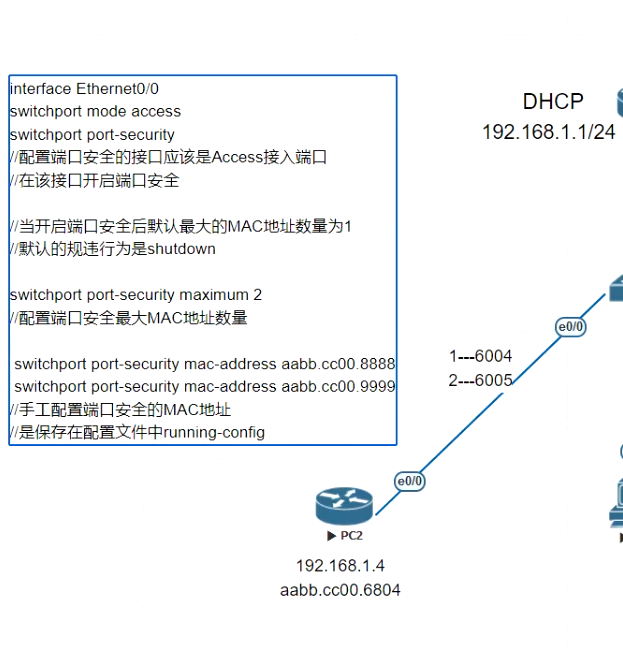 interface Ethernet0/0
switchport mode access
switchport port-security
//配置端口安全的接口应该是Access接入端口
//在该接口开启端口安全
//当开启端口安全后默认最大的MAC地址数量为1
//默认的规违行为是shutdown
switchport port-security maximum 2
//配置端口安全最大MAC地址数量
switchport port-security mac-address aabb.cc00.8888
switchport port-security mac-address aabb.cc00.9999
//手工配置端口安全的MAC地址
//是保存在配置文件中running-config
DHCP
192.168.1.1/24
e0/0
1---6004
2---6005
e0/0
PC2
192.168.1.4
aabb.cc00.6804